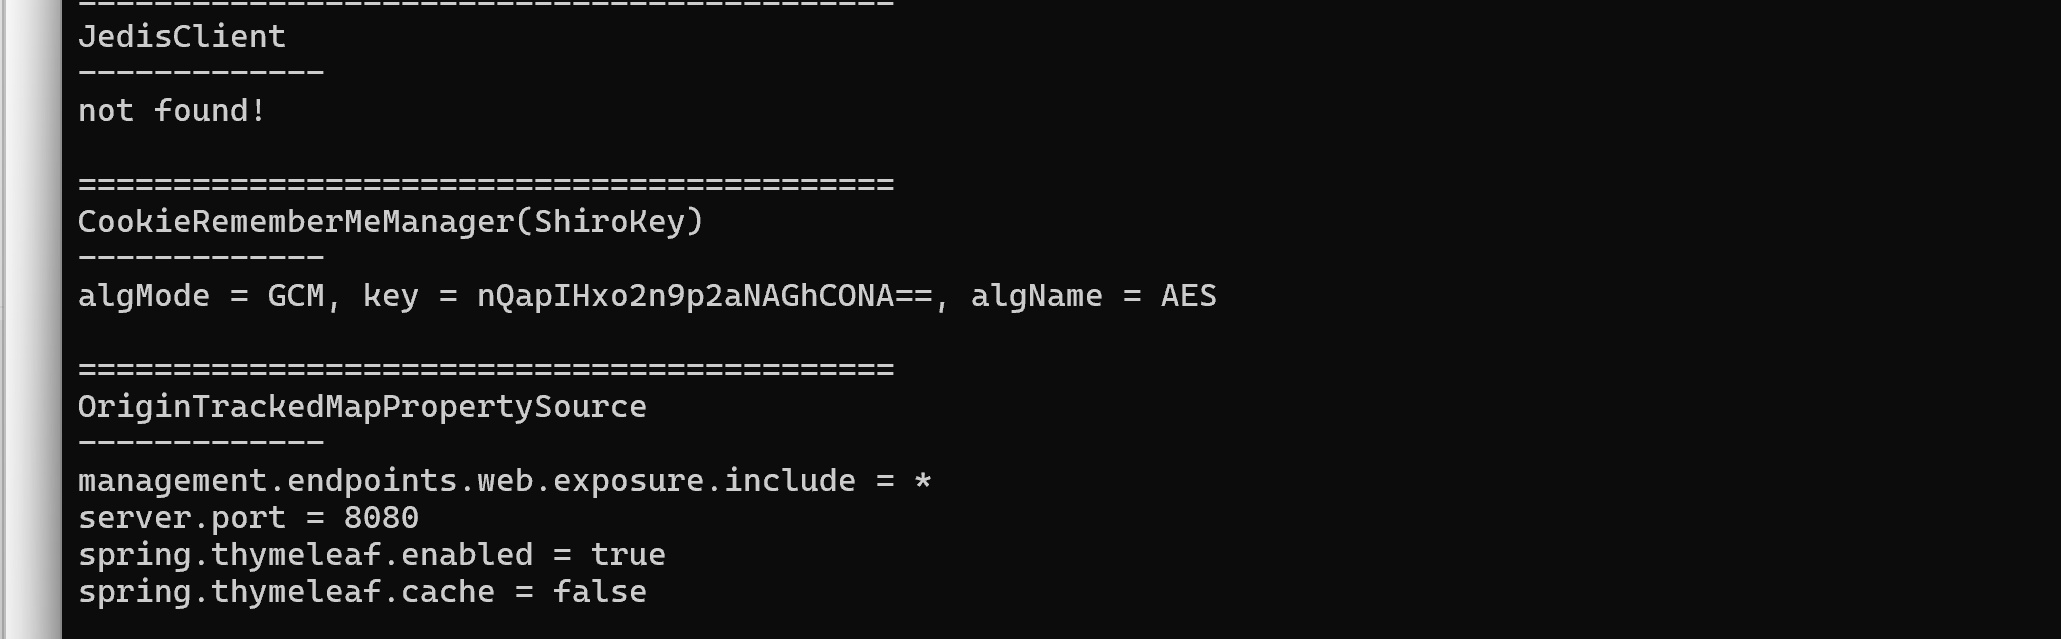 ===========================================
JedisClient
-------------
not found!
===========================================
CookieRememberMeManager(ShiroKey)
-------------
algMode = GCM, key = nQapIHxo2n9p2aNAGhCONA==, algName = AES
===========================================
OriginTrackedMapPropertySource
-------------
management.endpoints.web.exposure.include = *
server.port = 8080
spring.thymeleaf.enabled = true
spring.thymeleaf.cache = false